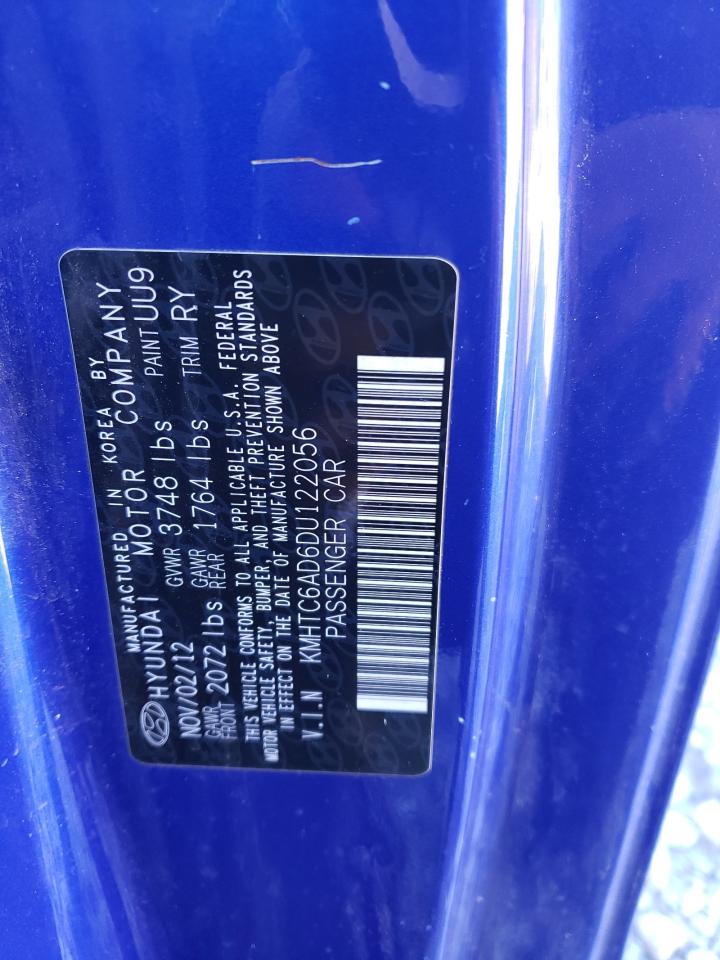 MANUFACTURED IN KOREA BY
HYUNDAI MOTOR COMPANY
NOV/02/12 GVWR 3748 lbs PAINT UU9
GAWR FRONT 2072 lbs GAWR REAR 1764 lbs TRIM RY
THIS VEHICLE CONFORMS TO ALL APPLICABLE U.S.A. FEDERAL
MOTOR VEHICLE SAFETY, BUMPER, AND THEFT PREVENTION STANDARDS
IN EFFECT ON THE DATE OF MANUFACTURE SHOWN ABOVE
V.I.N KMHTC6AD6DU122056
PASSENGER CAR